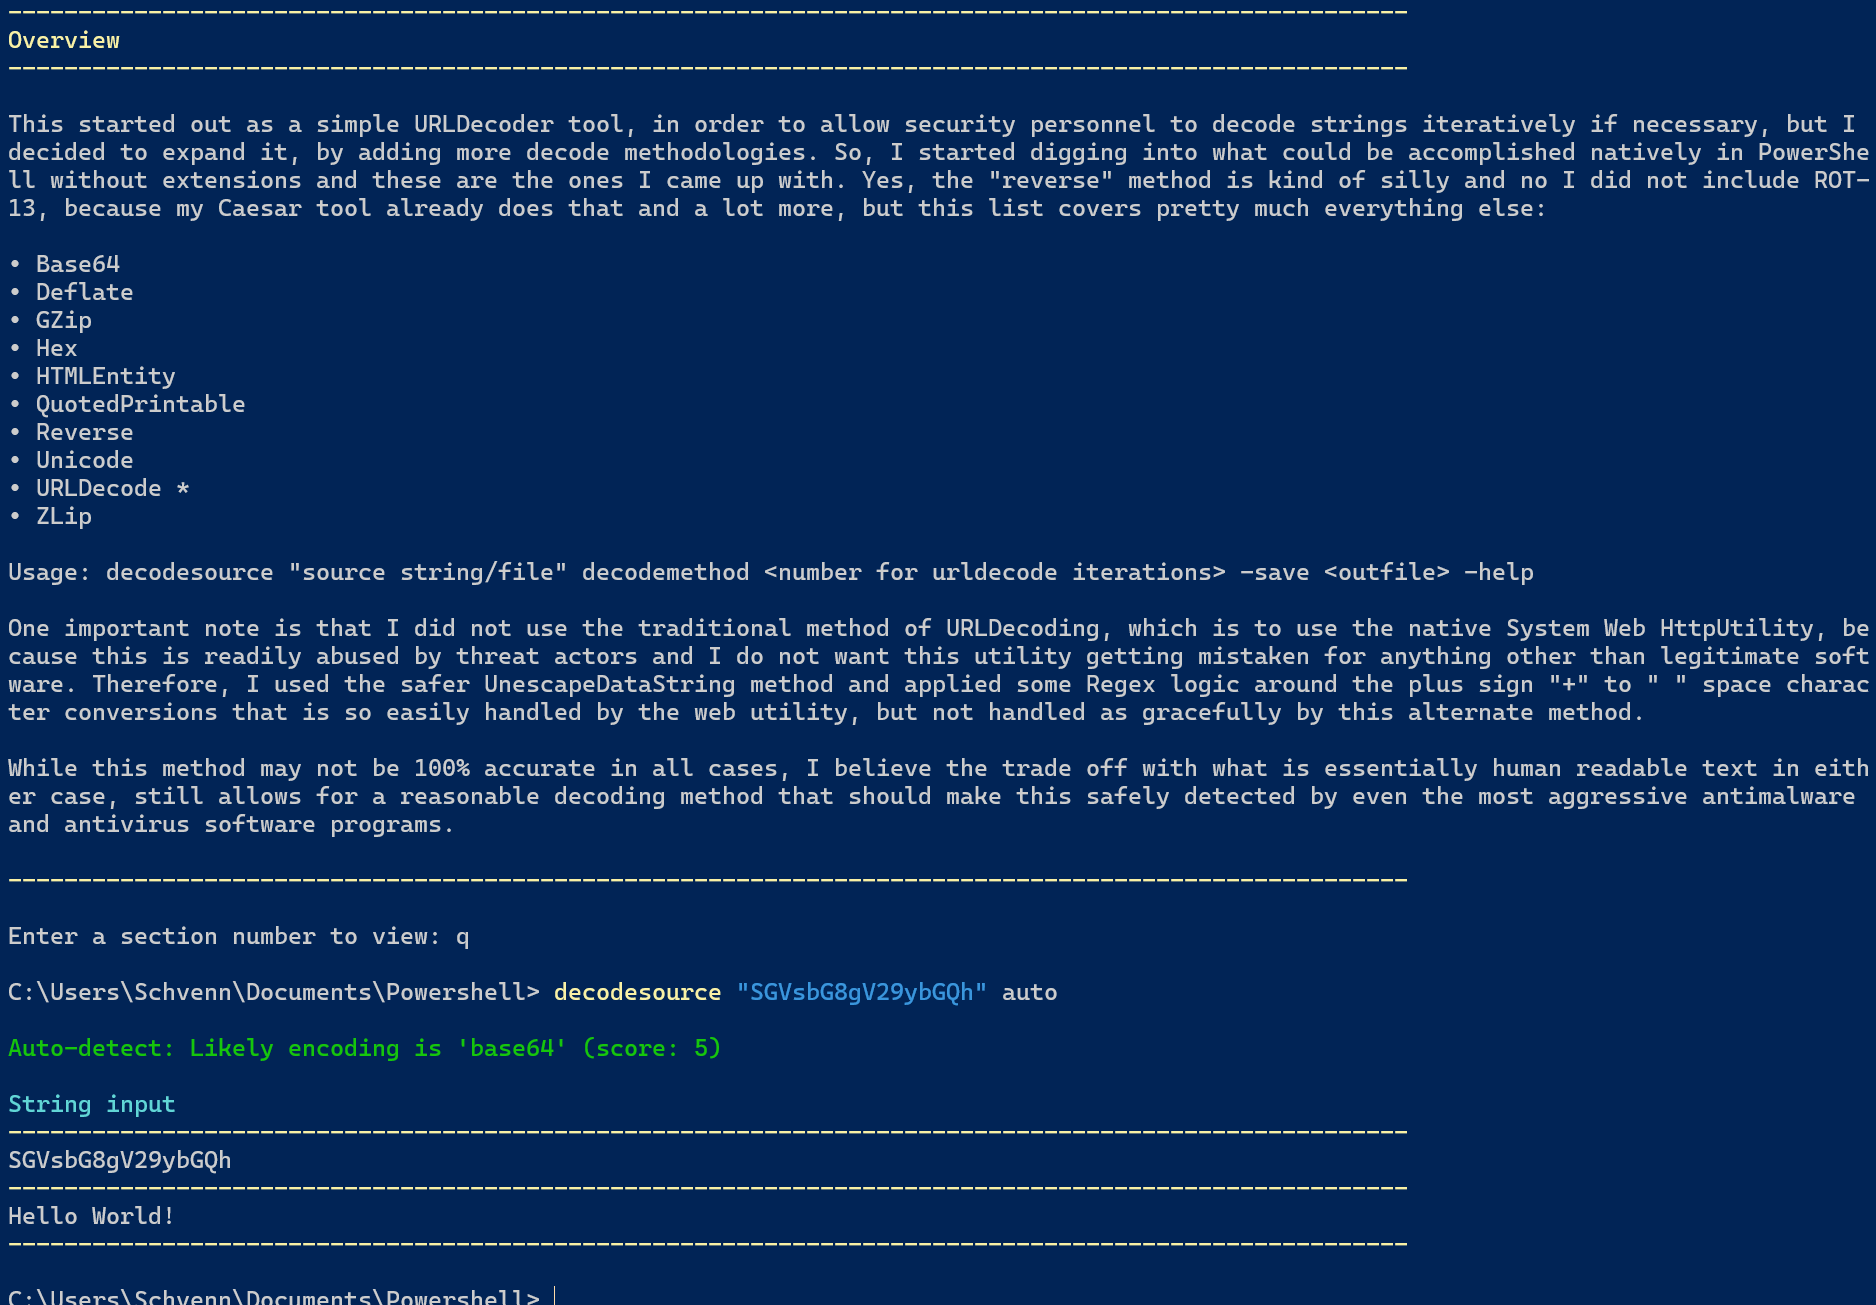 ----------------------------------------------------------------------------------------------------
Overview
----------------------------------------------------------------------------------------------------
This started out as a simple URLDecoder tool, in order to allow security personnel to decode strings iteratively if necessary, but I
decided to expand it, by adding more decode methodologies. So, I started digging into what could be accomplished natively in PowerShe
ll without extensions and these are the ones I came up with. Yes, the "reverse" method is kind of silly and no I did not include ROT-
13, because my Caesar tool already does that and a lot more, but this list covers pretty much everything else:
• Base64
• Deflate
• GZip
• Hex
• HTMLEntity
• QuotedPrintable
• Reverse
• Unicode
• URLDecode *
• ZLip
Usage: decodesource "source string/file" decodemethod <number for urldecode iterations> -save <outfile> -help
One important note is that I did not use the traditional method of URLDecoding, which is to use the native System Web HttpUtility, be
cause this is readily abused by threat actors and I do not want this utility getting mistaken for anything other than legitimate soft
ware. Therefore, I used the safer UnescapeDataString method and applied some Regex logic around the plus sign "+" to " " space charac
ter conversions that is so easily handled by the web utility, but not handled as gracefully by this alternate method.
While this method may not be 100% accurate in all cases, I believe the trade off with what is essentially human readable text in eith
er case, still allows for a reasonable decoding method that should make this safely detected by even the most aggressive antimalware
and antivirus software programs.
----------------------------------------------------------------------------------------------------
Enter a section number to view: q
C:\Users\Schvenn\Documents\Powershell> decodesource "SGVsbG8gV29ybGQh" auto
Auto-detect: Likely encoding is 'base64' (score: 5)
String input
----------------------------------------------------------------------------------------------------
SGVsbG8gV29ybGQh
----------------------------------------------------------------------------------------------------
Hello World!
----------------------------------------------------------------------------------------------------
C:\Users\Schvenn\Documents\Powershell>